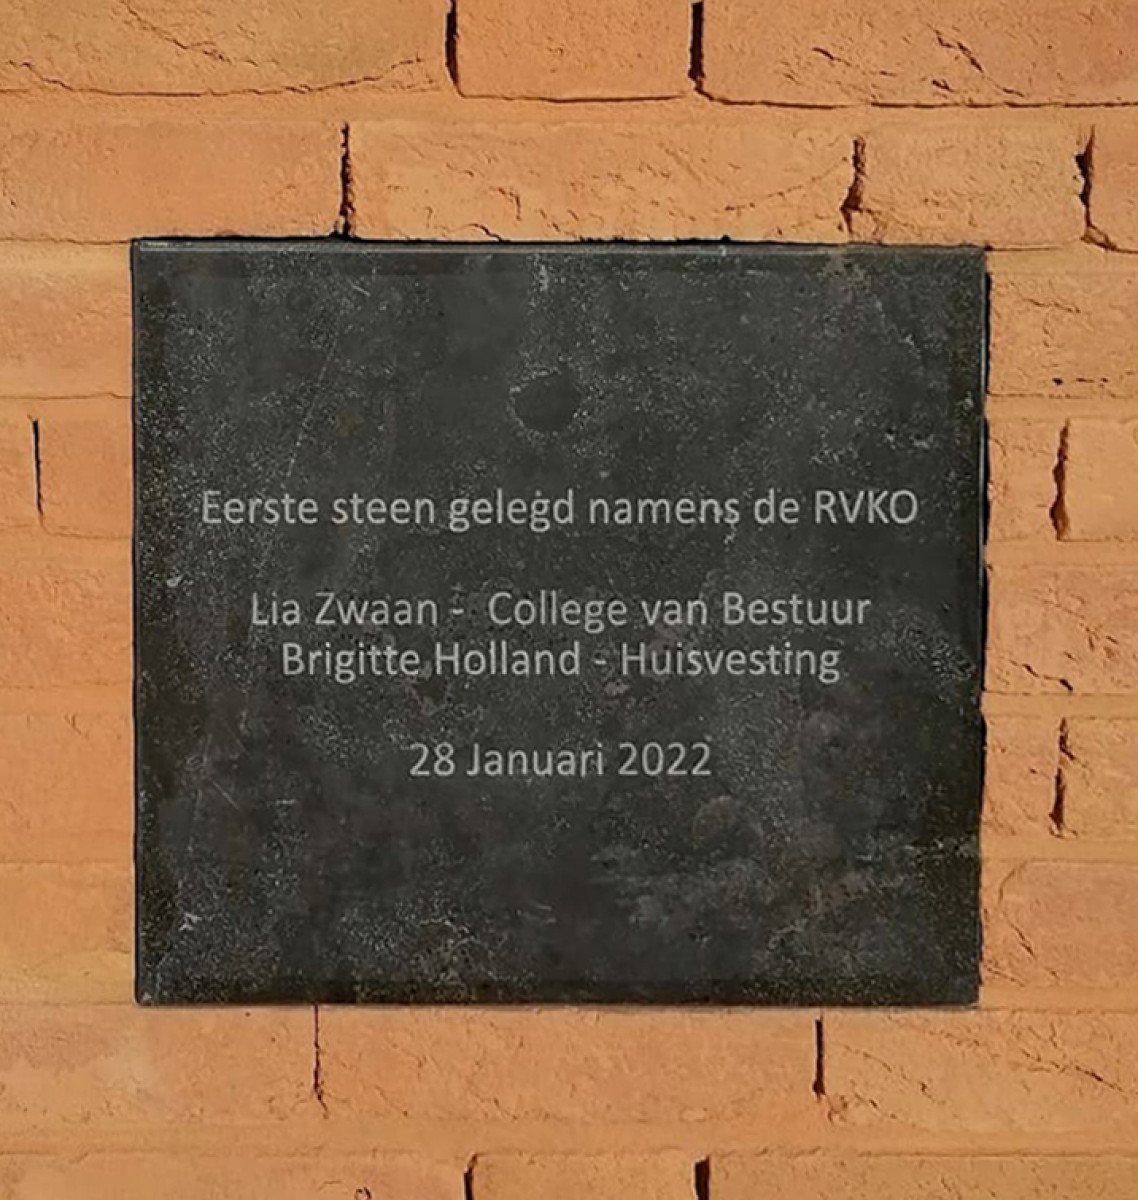 Eerste steen gelegd namens de RVKO
Lia Zwaan - College van Bestuur
Brigitte Holland - Huisvesting
28 Januari 2022